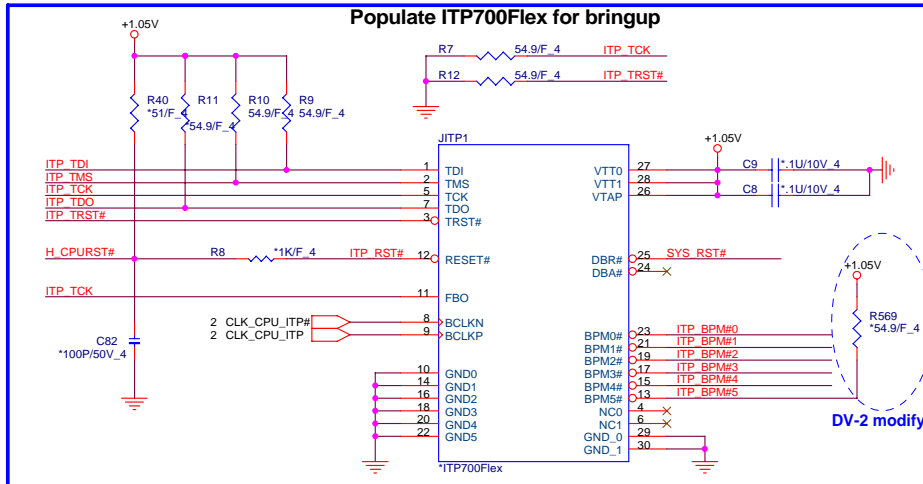 Populate ITP700Flex for bringup
+1.05V
R7 54.9/F_4 ITP_TCK
R12 54.9/F_4 ITP_TRST#
R40 *51/F_4
R11 *54.9/F_4
R10 54.9/F_4
R9 54.9/F_4
JITP1
+1.05V
ITP_TDI 1 TDI
ITP_TMS 2 TMS
ITP_TCK 5 TCK
ITP_TDO 7 TDO
ITP_TRST# 3 TRST#
H_CPURST# R8 *1K/F_4 ITP_RST# 12 RESET#
ITP_TCK 11 FBO
2 CLK_CPU_ITP# 8 BCLKN
2 CLK_CPU_ITP 9 BCLKP
C82 *100P/50V_4
10 GND0
14 GND1
16 GND2
18 GND3
20 GND4
22 GND5
VTT0 27 C9 *.1U/10V_4
VTT1 28
VTAP 26 C8 *.1U/10V_4
DBR# 25 SYS_RST#
DBA# 24
+1.05V
R569 *54.9/F_4
BPM0# 23 ITP_BPM#0
BPM1# 21 ITP_BPM#1
BPM2# 19 ITP_BPM#2
BPM3# 17 ITP_BPM#3
BPM4# 15 ITP_BPM#4
BPM5# 13 ITP_BPM#5
NC0 4
NC1 6
GND_0 29
GND_1 30
DV-2 modify
*ITP700Flex